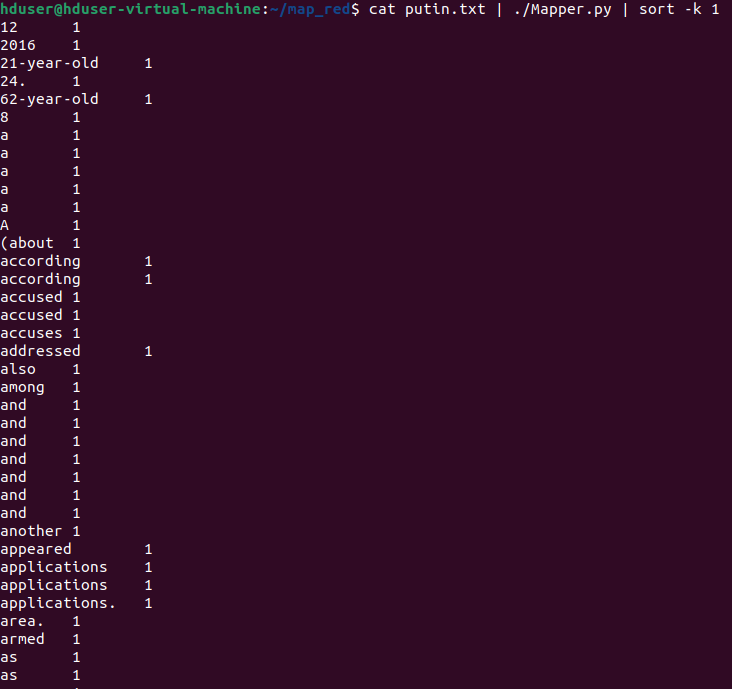 hduser@hduser-virtual-machine:~/map_red$ cat putin.txt | ./Mapper.py | sort -k 1
12	1
2016	1
21-year-old	1
24.	1
62-year-old	1
8	1
a	1
a	1
a	1
a	1
a	1
A	1
(about	1
according	1
according	1
accused	1
accused	1
accuses	1
addressed	1
also	1
among	1
and	1
and	1
and	1
and	1
and	1
and	1
and	1
another	1
appeared	1
applications	1
applications	1
applications.	1
area.	1
armed	1
as	1
as	1